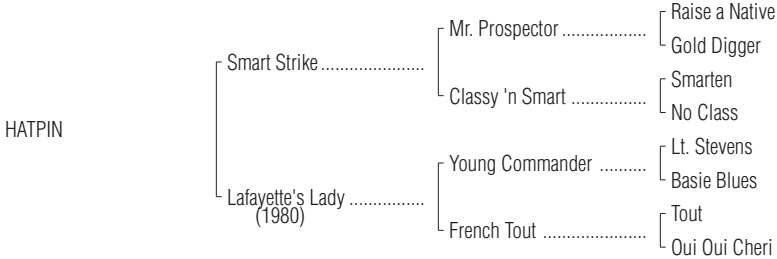 Raise a Native
Mr. Prospector ..................
Gold Digger
Smart Strike ......................
Smarten
Classy 'n Smart ................
No Class
HATPIN
Lt. Stevens
Young Commander ..........
Basie Blues
Lafayette's Lady ................
(1980)
Tout
French Tout ......................
Oui Oui Cheri